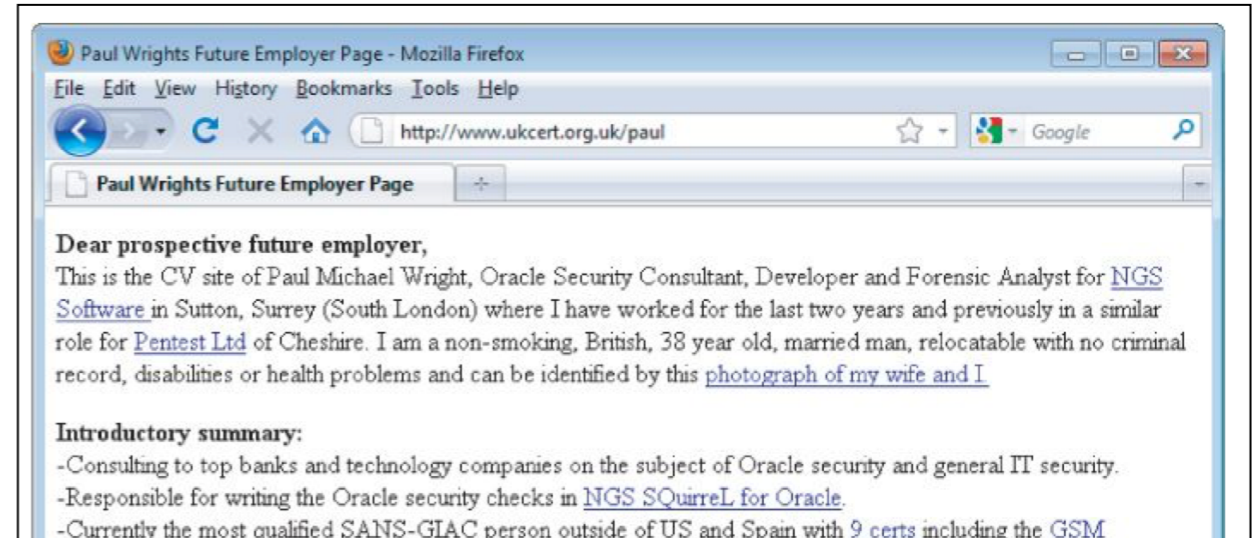 Paul Wrights Future Employer Page - Mozilla Firefox
File Edit View History Bookmarks Tools Help
http://www.ukcert.org.uk/paul
Google
Paul Wrights Future Employer Page
Dear prospective future employer,
This is the CV site of Paul Michael Wright, Oracle Security Consultant, Developer and Forensic Analyst for NGS
Software in Sutton, Surrey (South London) where I have worked for the last two years and previously in a similar
role for Pentest Ltd of Cheshire. I am a non-smoking, British, 38 year old, married man, relocatable with no criminal
record, disabilities or health problems and can be identified by this photograph of my wife and I
Introductory summary:
-Consulting to top banks and technology companies on the subject of Oracle security and general IT security.
-Responsible for writing the Oracle security checks in NGS SQuirreL for Oracle.
-Currently the most qualified SANS-GIAC person outside of US and Spain with 9 certs including the GSM